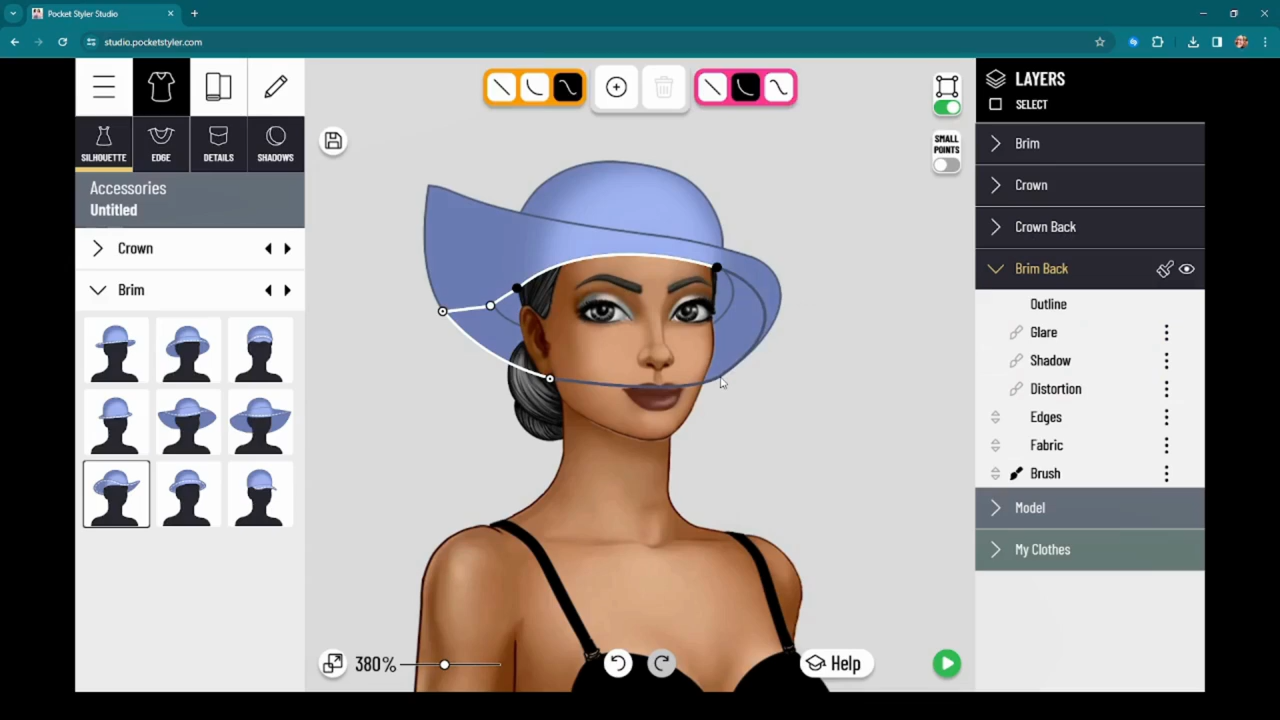 Pocket Styler Studio
studio.pocketstyler.com
SILHOUETTE
EDGE
DETAILS
SHADOWS
Accessories
Untitled
Crown
Brim
SMALL
POINTS
LAYERS
SELECT
Brim
Crown
Crown Back
Brim Back
Outline
Glare
Shadow
Distortion
Edges
Fabric
Brush
Model
My Clothes
380%
Help